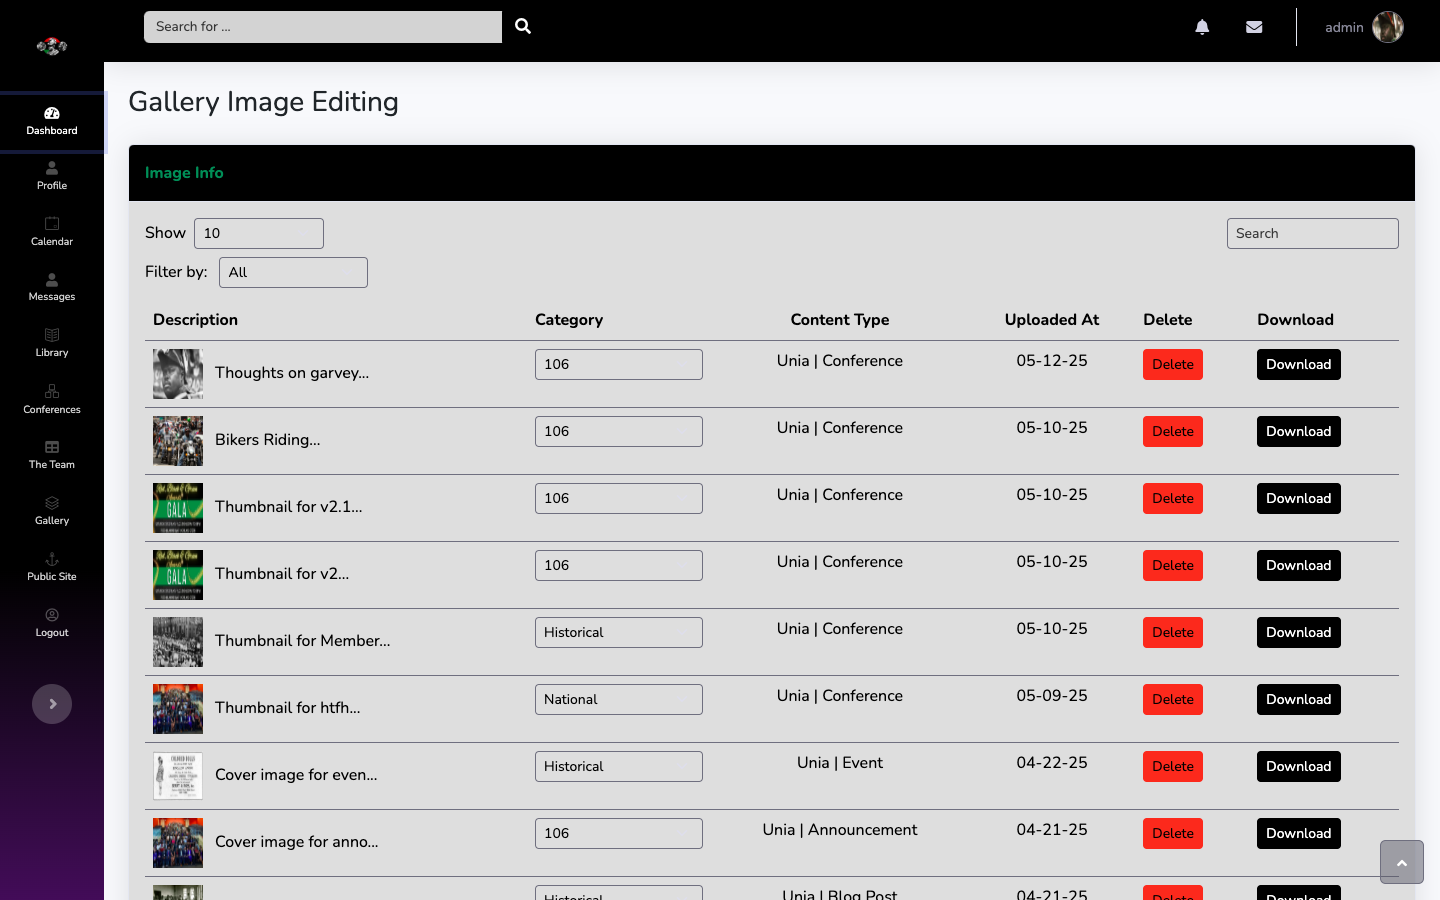 Search for ...
admin
Dashboard
Profile
Calendar
Messages
Library
Conferences
The Team
Gallery
Public Site
Logout
Gallery Image Editing
Image Info
Show 10
Search
Filter by: All
Description Category Content Type Uploaded At Delete Download
Thoughts on garvey... 106 Unia | Conference 05-12-25 Delete Download
Bikers Riding... 106 Unia | Conference 05-10-25 Delete Download
GALA
Thumbnail for v2.1... 106 Unia | Conference 05-10-25 Delete Download
GALA
Thumbnail for v2... 106 Unia | Conference 05-10-25 Delete Download
Thumbnail for Member... Historical Unia | Conference 05-10-25 Delete Download
Thumbnail for htfh... National Unia | Conference 05-09-25 Delete Download
Cover image for even... Historical Unia | Event 04-22-25 Delete Download
Cover image for anno... 106 Unia | Announcement 04-21-25 Delete Download
Historical Unia | Blog Post 04-21-25 Delete Download